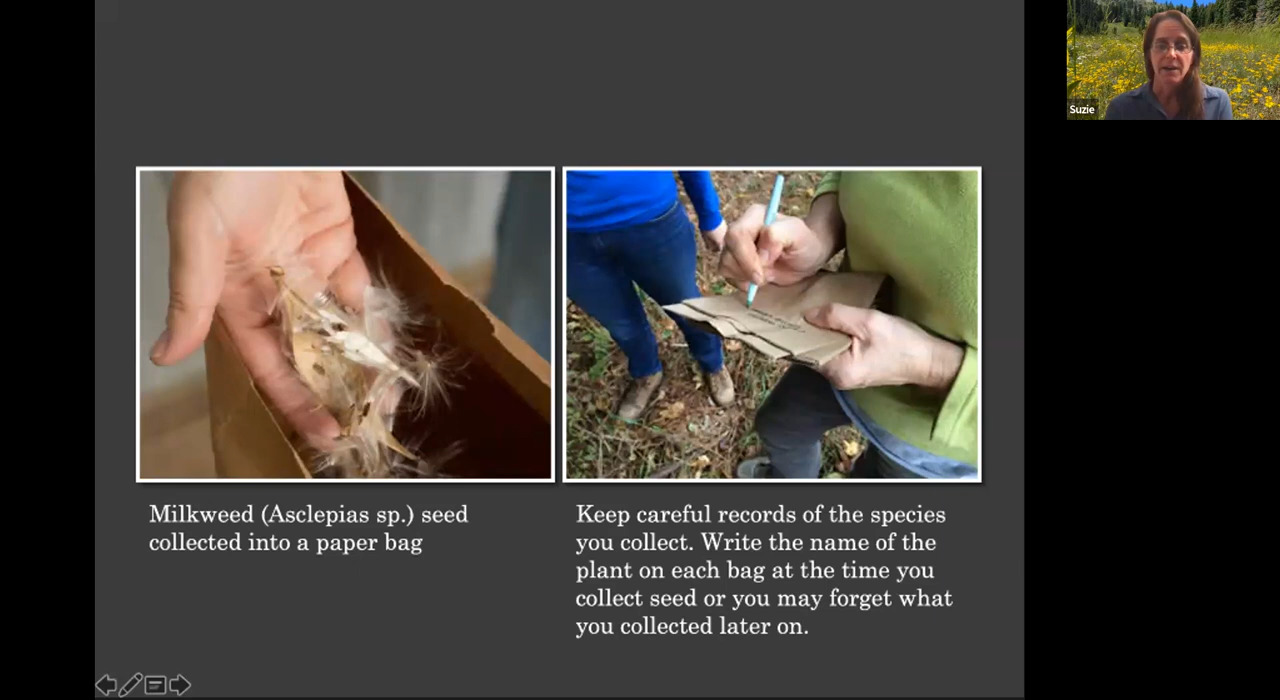 Suzie
Milkweed (Asclepias sp.) seed
collected into a paper bag
Keep careful records of the species
you collect. Write the name of the
plant on each bag at the time you
collect seed or you may forget what
you collected later on.